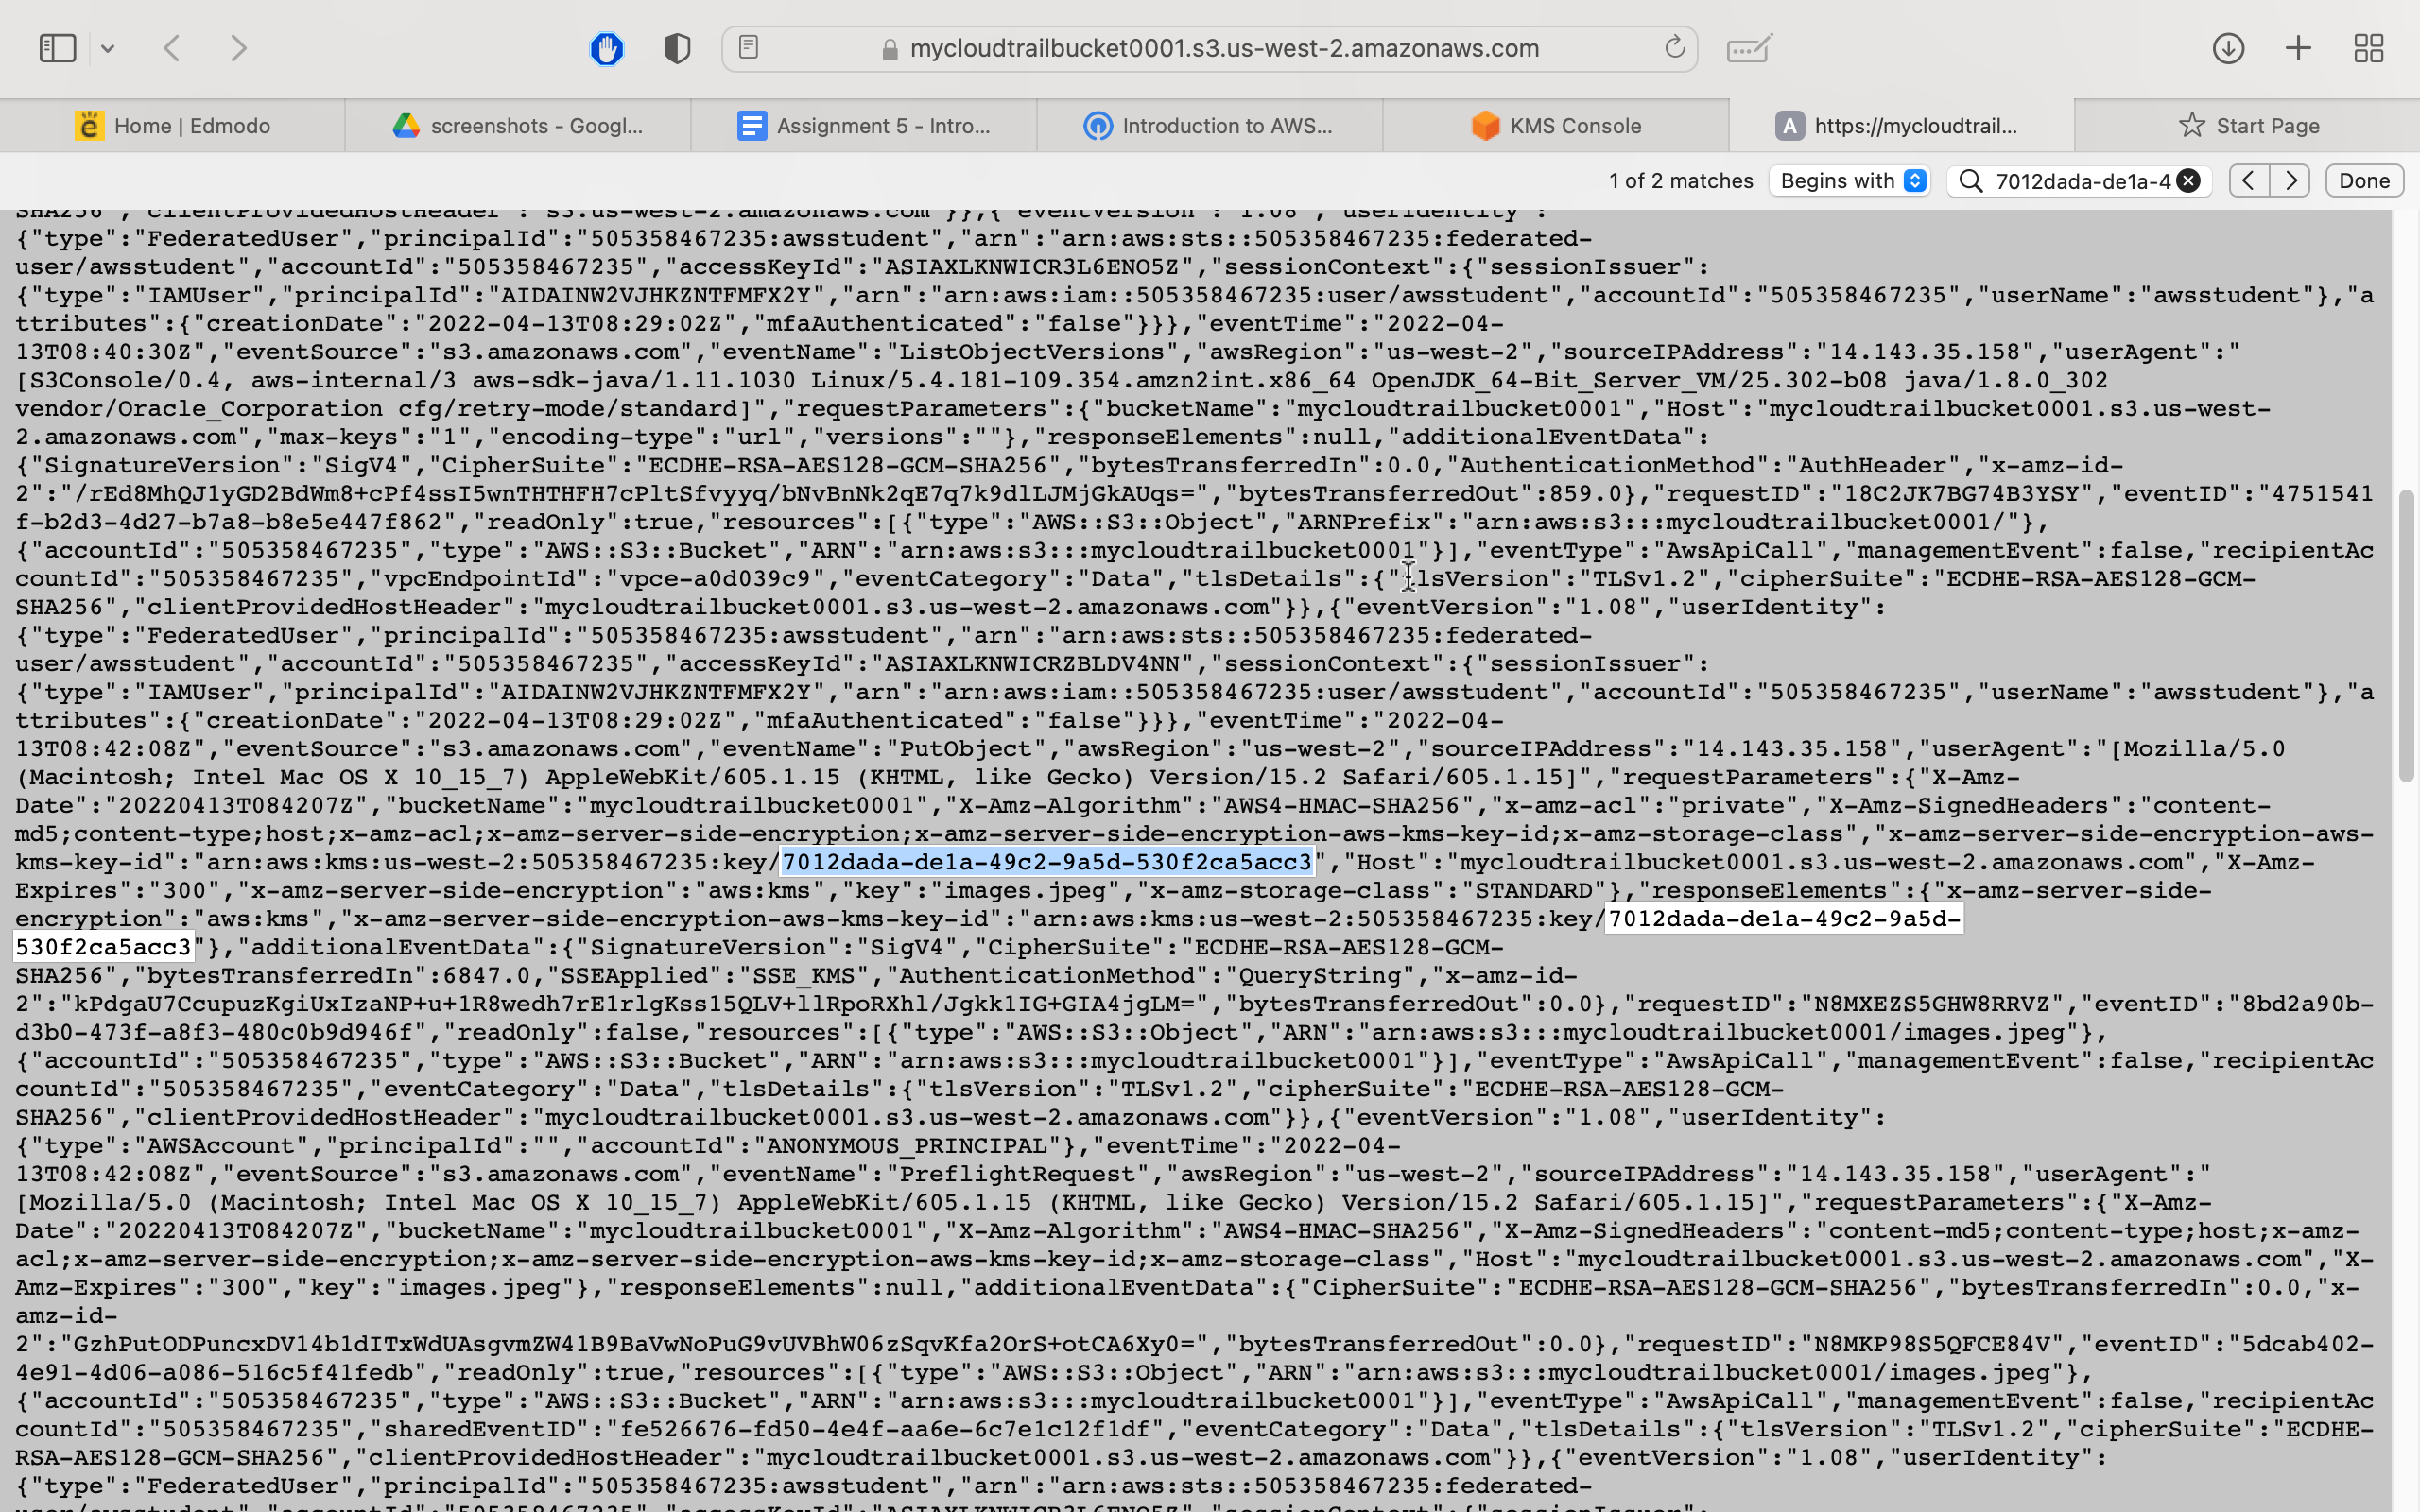 mycloudtrailbucket0001.s3.us-west-2.amazonaws.com
Home | Edmodo
screenshots - Googl...
Assignment 5 - Intro...
Introduction to AWS...
KMS Console
A https://mycloudtrail...
Start Page
1 of 2 matches Begins with 7012dada-de1a-4 Done
SHA256","clientProvidedHostHeader":"s3.us-west-2.amazonaws.com"}},{"eventVersion":"1.08","userIdentity":
{"type":"FederatedUser","principalId":"505358467235:awsstudent","arn":"arn:aws:sts::505358467235:federated-
user/awsstudent","accountId":"505358467235","accessKeyId":"ASIAXLKNWICR3L6ENO5Z","sessionContext":{"sessionIssuer":
{"type":"IAMUser","principalId":"AIDAINW2VJHKZNTFMFX2Y","arn":"arn:aws:iam::505358467235:user/awsstudent","accountId":"505358467235","userName":"awsstudent"},"a
ttributes":{"creationDate":"2022-04-13T08:29:02Z","mfaAuthenticated":"false"}}},"eventTime":"2022-04-
13T08:40:30Z","eventSource":"s3.amazonaws.com","eventName":"ListObjectVersions","awsRegion":"us-west-2","sourceIPAddress":"14.143.35.158","userAgent":"
[S3Console/0.4, aws-internal/3 aws-sdk-java/1.11.1030 Linux/5.4.181-109.354.amzn2int.x86_64 OpenJDK_64-Bit_Server_VM/25.302-b08 java/1.8.0_302
vendor/Oracle_Corporation cfg/retry-mode/standard]","requestParameters":{"bucketName":"mycloudtrailbucket0001","Host":"mycloudtrailbucket0001.s3.us-west-
2.amazonaws.com","max-keys":"1","encoding-type":"url","versions":""},"responseElements":null,"additionalEventData":
{"SignatureVersion":"SigV4","CipherSuite":"ECDHE-RSA-AES128-GCM-SHA256","bytesTransferredIn":0.0,"AuthenticationMethod":"AuthHeader","x-amz-id-
2":"/rEd8MhQJ1yGD2BdWm8+cPf4ssI5wnTHTHFH7cPltSfvyyq/bNvBnNk2qE7q7k9dlLJMjGkAUqs=","bytesTransferredOut":859.0},"requestID":"18C2JK7BG74B3YSY","eventID":"4751541
f-b2d3-4d27-b7a8-b8e5e447f862","readOnly":true,"resources":[{"type":"AWS::S3::Object","ARNPrefix":"arn:aws:s3:::mycloudtrailbucket0001/"},
{"accountId":"505358467235","type":"AWS::S3::Bucket","ARN":"arn:aws:s3:::mycloudtrailbucket0001"}],"eventType":"AwsApiCall","managementEvent":false,"recipientAc
countId":"505358467235","vpcEndpointId":"vpce-a0d039c9","eventCategory":"Data","tlsDetails":{"tlsVersion":"TLSv1.2","cipherSuite":"ECDHE-RSA-AES128-GCM-
SHA256","clientProvidedHostHeader":"mycloudtrailbucket0001.s3.us-west-2.amazonaws.com"}},{"eventVersion":"1.08","userIdentity":
{"type":"FederatedUser","principalId":"505358467235:awsstudent","arn":"arn:aws:sts::505358467235:federated-
user/awsstudent","accountId":"505358467235","accessKeyId":"ASIAXLKNWICRZBLDV4NN","sessionContext":{"sessionIssuer":
{"type":"IAMUser","principalId":"AIDAINW2VJHKZNTFMFX2Y","arn":"arn:aws:iam::505358467235:user/awsstudent","accountId":"505358467235","userName":"awsstudent"},"a
ttributes":{"creationDate":"2022-04-13T08:29:02Z","mfaAuthenticated":"false"}}},"eventTime":"2022-04-
13T08:42:08Z","eventSource":"s3.amazonaws.com","eventName":"PutObject","awsRegion":"us-west-2","sourceIPAddress":"14.143.35.158","userAgent":"[Mozilla/5.0
(Macintosh; Intel Mac OS X 10_15_7) AppleWebKit/605.1.15 (KHTML, like Gecko) Version/15.2 Safari/605.1.15]","requestParameters":{"X-Amz-
Date":"20220413T084207Z","bucketName":"mycloudtrailbucket0001","X-Amz-Algorithm":"AWS4-HMAC-SHA256","x-amz-acl":"private","X-Amz-SignedHeaders":"content-
md5;content-type;host;x-amz-acl;x-amz-server-side-encryption;x-amz-server-side-encryption-aws-kms-key-id;x-amz-storage-class","x-amz-server-side-encryption-aws-
kms-key-id":"arn:aws:kms:us-west-2:505358467235:key/7012dada-de1a-49c2-9a5d-530f2ca5acc3","Host":"mycloudtrailbucket0001.s3.us-west-2.amazonaws.com","X-Amz-
Expires":"300","x-amz-server-side-encryption":"aws:kms","key":"images.jpeg","x-amz-storage-class":"STANDARD"},"responseElements":{"x-amz-server-side-
encryption":"aws:kms","x-amz-server-side-encryption-aws-kms-key-id":"arn:aws:kms:us-west-2:505358467235:key/7012dada-de1a-49c2-9a5d-
530f2ca5acc3"},"additionalEventData":{"SignatureVersion":"SigV4","CipherSuite":"ECDHE-RSA-AES128-GCM-
SHA256","bytesTransferredIn":6847.0,"SSEApplied":"SSE_KMS","AuthenticationMethod":"QueryString","x-amz-id-
2":"kPdgaU7CcupuzKgiUxIzaNP+u+1R8wedh7rE1rlgKss15QLV+llRpoRXhl/Jgkk1IG+GIA4jgLM=","bytesTransferredOut":0.0},"requestID":"N8MXEZS5GHW8RRVZ","eventID":"8bd2a90b-
d3b0-473f-a8f3-480c0b9d946f","readOnly":false,"resources":[{"type":"AWS::S3::Object","ARN":"arn:aws:s3:::mycloudtrailbucket0001/images.jpeg"},
{"accountId":"505358467235","type":"AWS::S3::Bucket","ARN":"arn:aws:s3:::mycloudtrailbucket0001"}],"eventType":"AwsApiCall","managementEvent":false,"recipientAc
countId":"505358467235","eventCategory":"Data","tlsDetails":{"tlsVersion":"TLSv1.2","cipherSuite":"ECDHE-RSA-AES128-GCM-
SHA256","clientProvidedHostHeader":"mycloudtrailbucket0001.s3.us-west-2.amazonaws.com"}},{"eventVersion":"1.08","userIdentity":
{"type":"AWSAccount","principalId":"","accountId":"ANONYMOUS_PRINCIPAL"},"eventTime":"2022-04-
13T08:42:08Z","eventSource":"s3.amazonaws.com","eventName":"PreflightRequest","awsRegion":"us-west-2","sourceIPAddress":"14.143.35.158","userAgent":"
[Mozilla/5.0 (Macintosh; Intel Mac OS X 10_15_7) AppleWebKit/605.1.15 (KHTML, like Gecko) Version/15.2 Safari/605.1.15]","requestParameters":{"X-Amz-
Date":"20220413T084207Z","bucketName":"mycloudtrailbucket0001","X-Amz-Algorithm":"AWS4-HMAC-SHA256","X-Amz-SignedHeaders":"content-md5;content-type;host;x-amz-
acl;x-amz-server-side-encryption;x-amz-server-side-encryption-aws-kms-key-id;x-amz-storage-class","Host":"mycloudtrailbucket0001.s3.us-west-2.amazonaws.com","X-
Amz-Expires":"300","key":"images.jpeg"},"responseElements":null,"additionalEventData":{"CipherSuite":"ECDHE-RSA-AES128-GCM-SHA256","bytesTransferredIn":0.0,"x-
amz-id-
2":"GzhPutODPuncxDV14b1dITxWdUAsgvmZW41B9BaVwNoPuG9vUVBhW06zSqvKfa2OrS+otCA6Xy0=","bytesTransferredOut":0.0},"requestID":"N8MKP98S5QFCE84V","eventID":"5dcab402-
4e91-4d06-a086-516c5f41fedb","readOnly":true,"resources":[{"type":"AWS::S3::Object","ARN":"arn:aws:s3:::mycloudtrailbucket0001/images.jpeg"},
{"accountId":"505358467235","type":"AWS::S3::Bucket","ARN":"arn:aws:s3:::mycloudtrailbucket0001"}],"eventType":"AwsApiCall","managementEvent":false,"recipientAc
countId":"505358467235","sharedEventID":"fe526676-fd50-4e4f-aa6e-6c7e1c12f1df","eventCategory":"Data","tlsDetails":{"tlsVersion":"TLSv1.2","cipherSuite":"ECDHE-
RSA-AES128-GCM-SHA256","clientProvidedHostHeader":"mycloudtrailbucket0001.s3.us-west-2.amazonaws.com"}},{"eventVersion":"1.08","userIdentity":
{"type":"FederatedUser","principalId":"505358467235:awsstudent","arn":"arn:aws:sts::505358467235:federated-